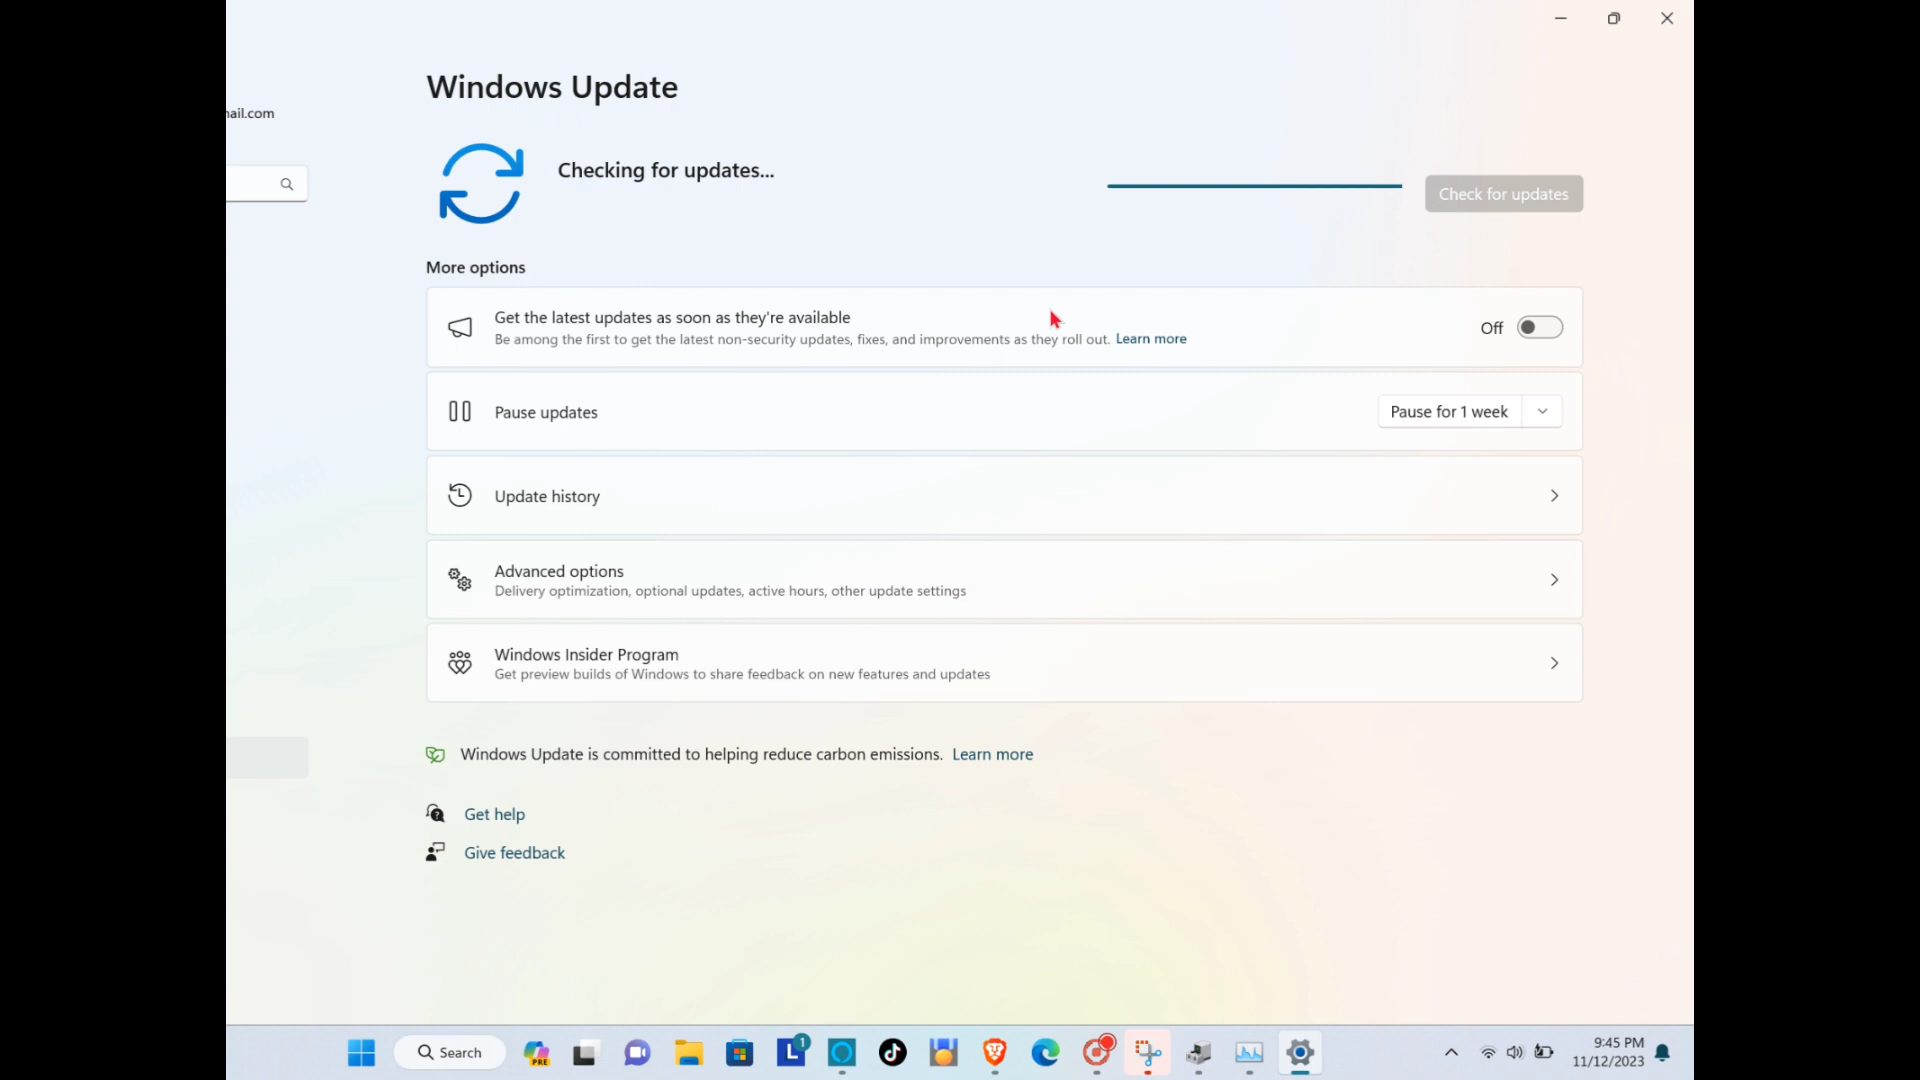 Windows Update
nail.com
Checking for updates...
Check for updates
More options
Get the latest updates as soon as they're available
Be among the first to get the latest non-security updates, fixes, and improvements as they roll out. Learn more
Off
Pause updates
Pause for 1 week
Update history
Advanced options
Delivery optimization, optional updates, active hours, other update settings
Windows Insider Program
Get preview builds of Windows to share feedback on new features and updates
Windows Update is committed to helping reduce carbon emissions. Learn more
Get help
Give feedback
Search
PRE
L
1
9:45 PM
11/12/2023